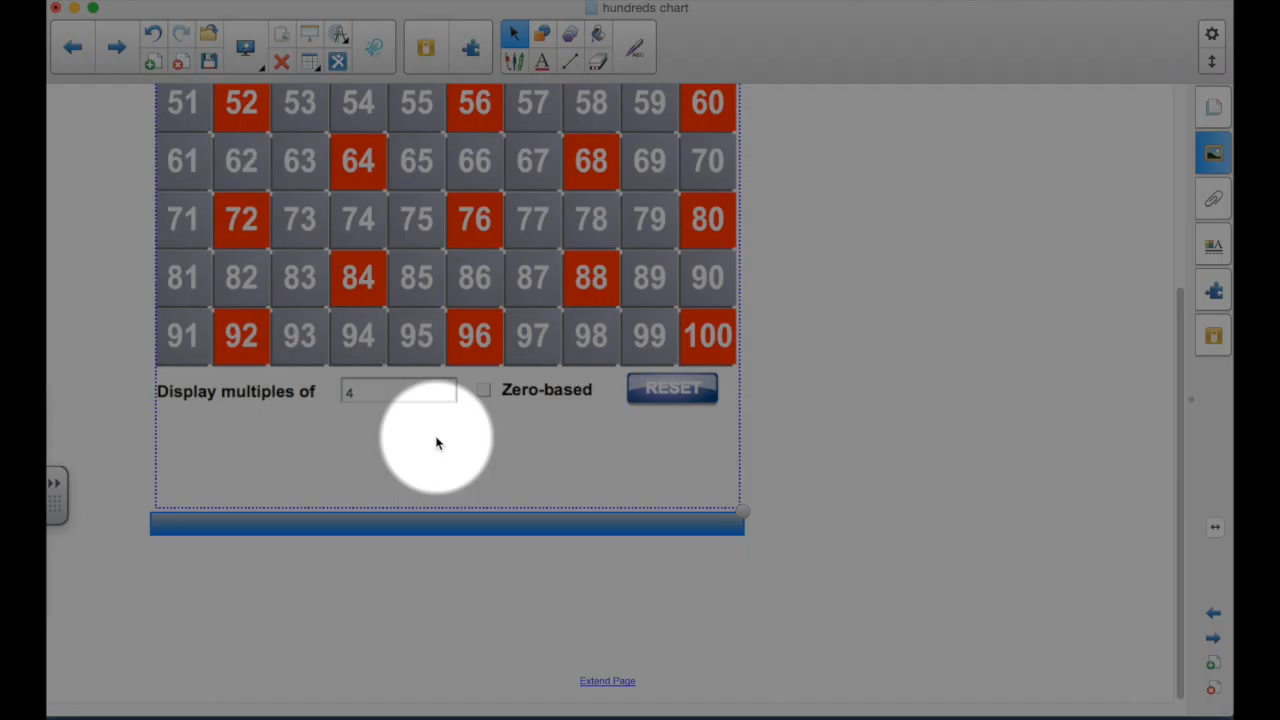 hundreds chart
ABC
A
51 52 53 54 55 56 57 58 59 60
61 62 63 64 65 66 67 68 69 70
71 72 73 74 75 76 77 78 79 80
81 82 83 84 85 86 87 88 89 90
91 92 93 94 95 96 97 98 99 100
Display multiples of 4 Zero-based RESET
Extend Page